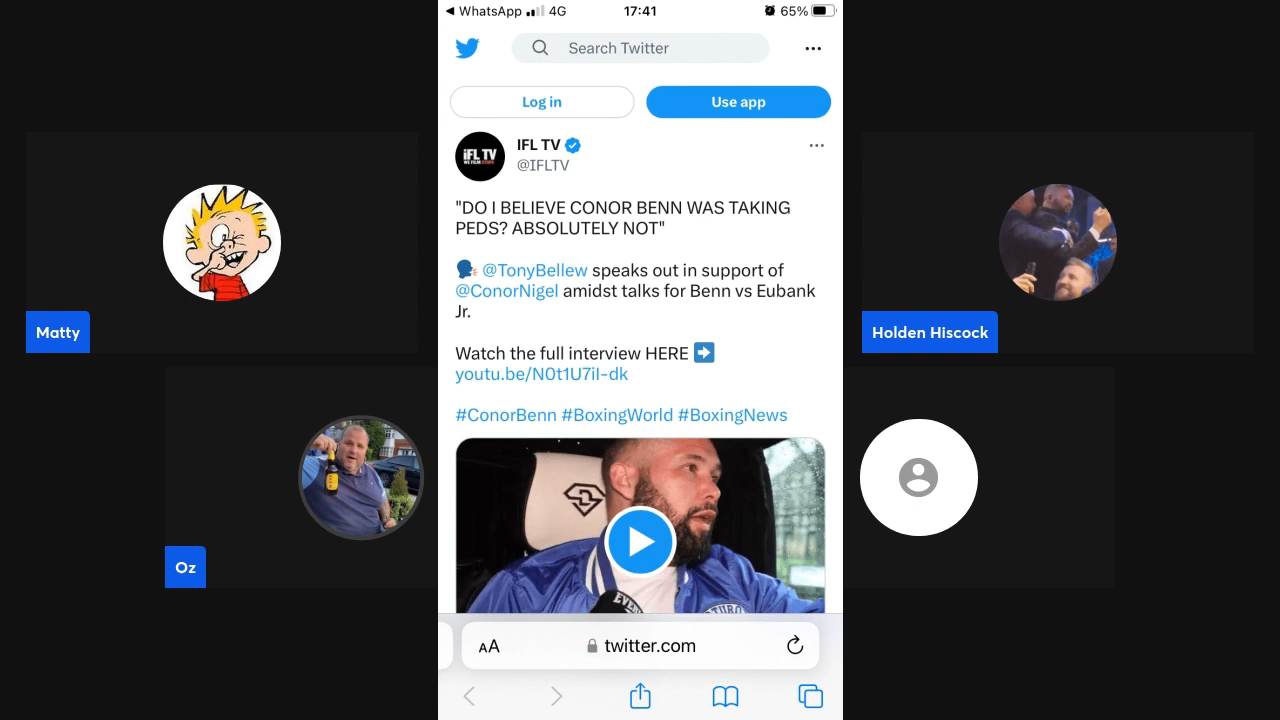 WhatsApp 4G 17:41 65%
Search Twitter
Log in Use app
IFL TV
@IFLTV
iFL TV
"DO I BELIEVE CONOR BENN WAS TAKING
PEDS? ABSOLUTELY NOT"
@TonyBellew speaks out in support of
@ConorNigel amidst talks for Benn vs Eubank
Jr.
Watch the full interview HERE
youtu.be/N0t1U7iI-dk
#ConorBenn #BoxingWorld #BoxingNews
AA twitter.com
Matty
Holden Hiscock
Oz